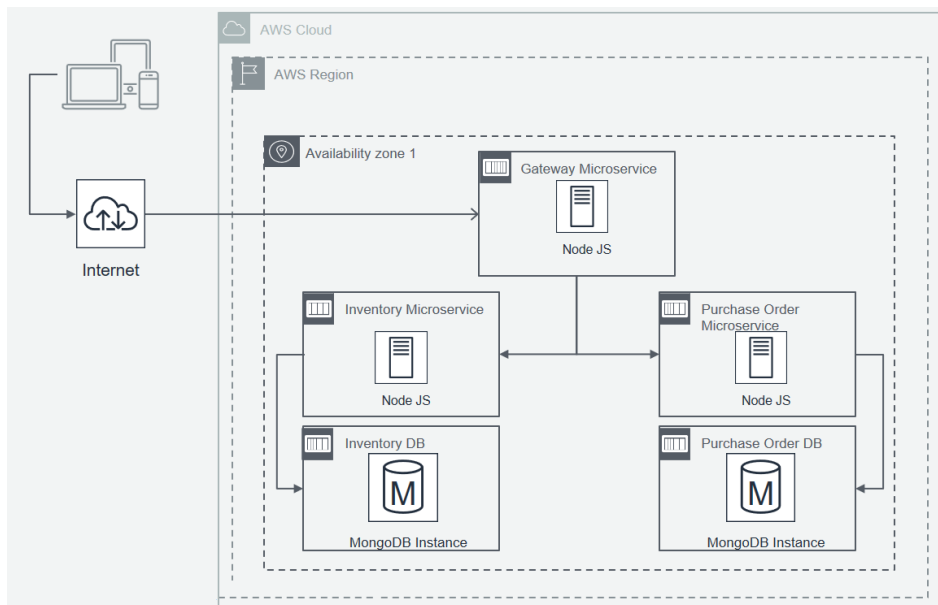 AWS Cloud
AWS Region
Availability zone 1
Gateway Microservice
Node JS
Internet
Inventory Microservice
Node JS
Purchase Order
Microservice
Node JS
Inventory DB
M
MongoDB Instance
Purchase Order DB
M
MongoDB Instance